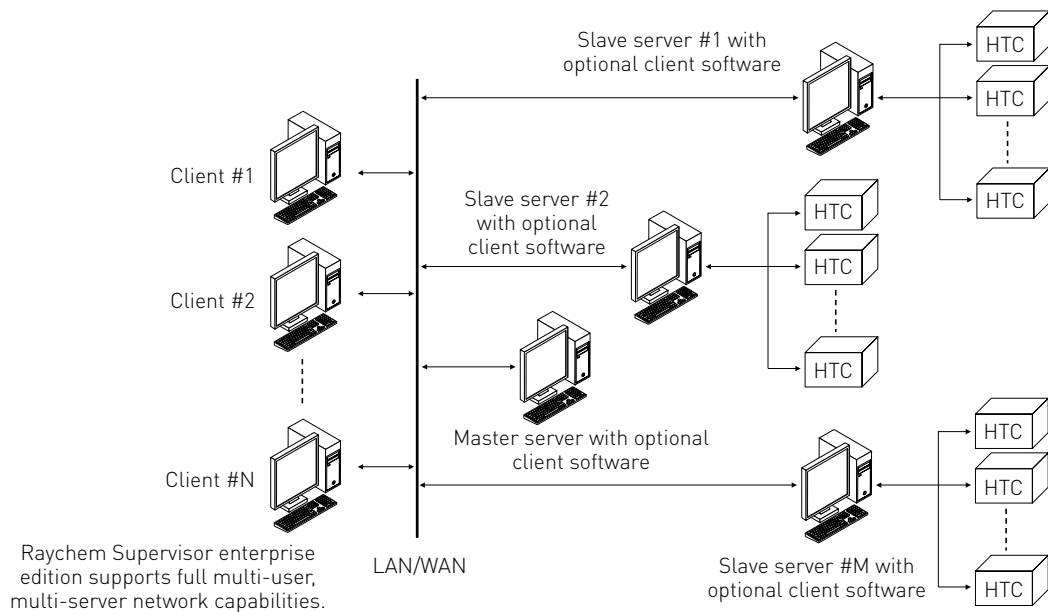 Slave server #1 with
optional client software
HTC
HTC
HTC
Client #1
Slave server #2
with optional
client software
HTC
HTC
HTC
Client #2
Master server with optional
client software
Client #N
HTC
HTC
HTC
Slave server #M with
optional client software
LAN/WAN
Raychem Supervisor enterprise
edition supports full multi-user,
multi-server network capabilities.